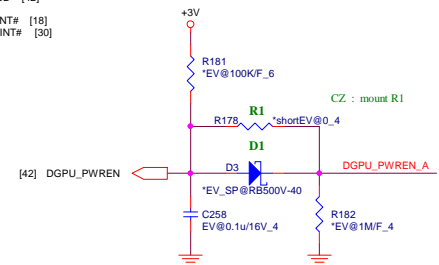 NT# [18]
INT# [30]
+3V
R181
*EV@100K/F_6
CZ : mount R1
R1
R178
*shortEV@0_4
D1
[42] DGPU_PWREN
D3
DGPU_PWREN_A
*EV_SP@RB500V-40
C258
EV@0.1u/16V_4
R182
*EV@1M/F_4